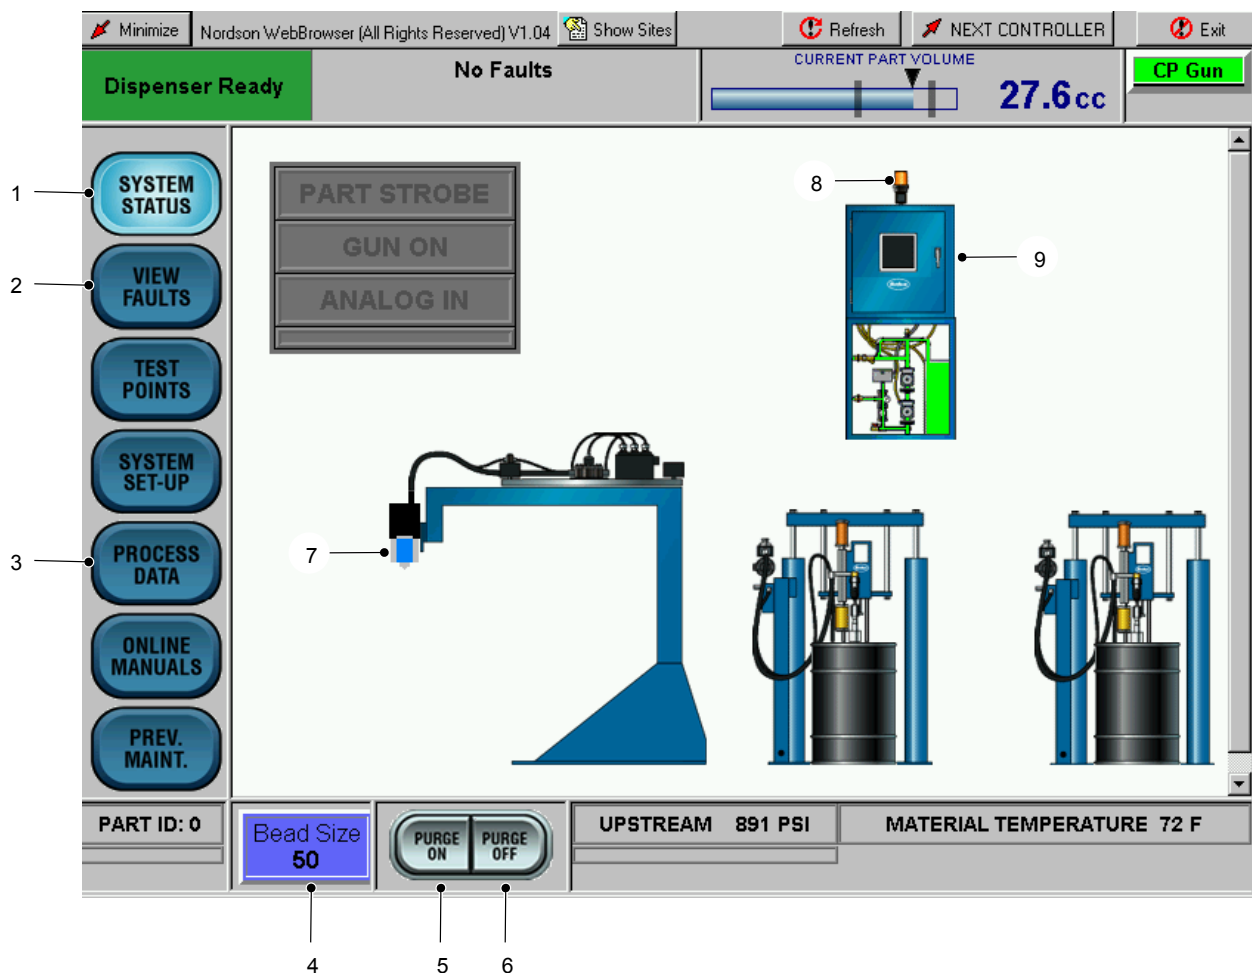 Minimize
Nordson WebBrowser (All Rights Reserved) V1.04
Show Sites
Refresh
NEXT CONTROLLER
Exit
Dispenser Ready
No Faults
CURRENT PART VOLUME
27.6 cc
CP Gun
1
SYSTEM
STATUS
2
VIEW
FAULTS
TEST
POINTS
SYSTEM
SET-UP
3
PROCESS
DATA
ONLINE
MANUALS
PREV.
MAINT.
PART STROBE
GUN ON
ANALOG IN
8
9
7
PART ID: 0
Bead Size
50
PURGE
ON
PURGE
OFF
UPSTREAM 891 PSI
MATERIAL TEMPERATURE 72 F
4
5
6